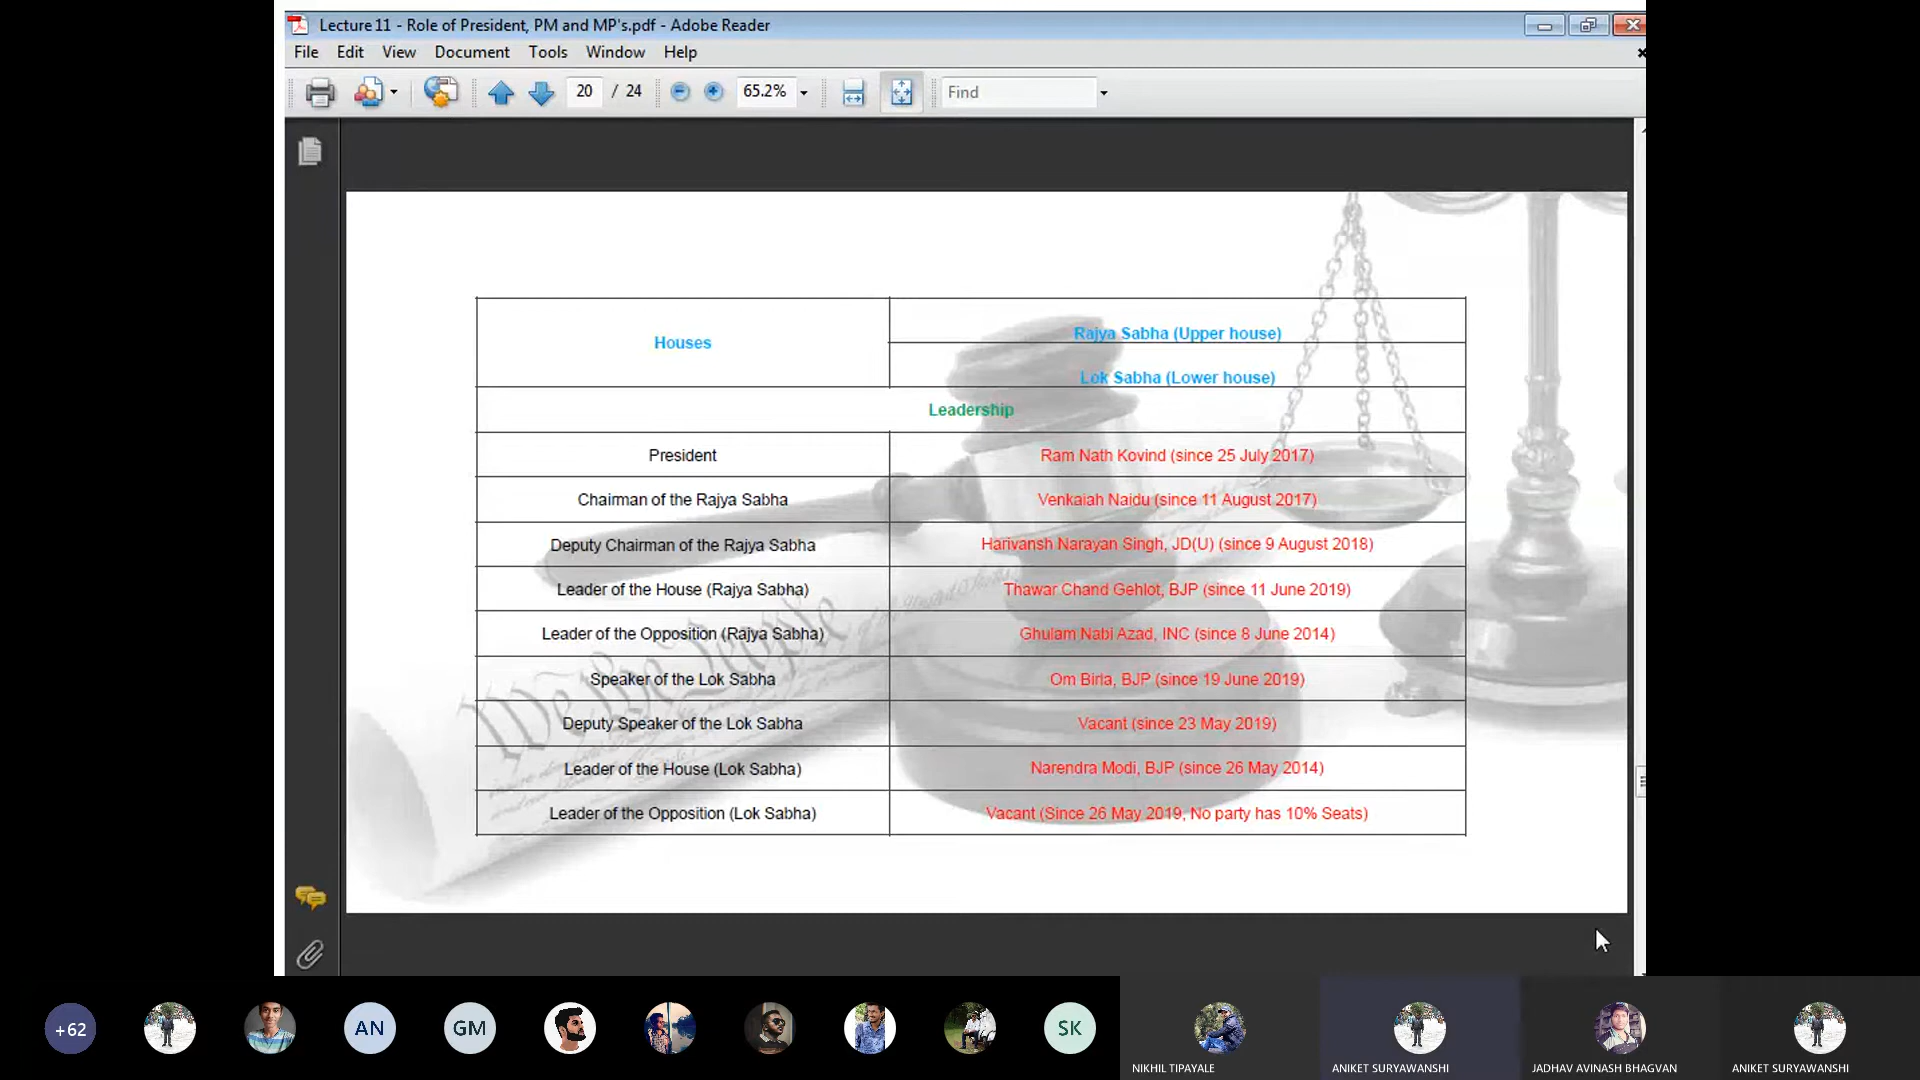 Lecture 11 - Role of President, PM and MP's.pdf - Adobe Reader
File Edit View Document Tools Window Help
20 / 24 65.2% Find
Houses
Rajya Sabha (Upper house)
Lok Sabha (Lower house)
Leadership
President Ram Nath Kovind (since 25 July 2017)
Chairman of the Rajya Sabha Venkaiah Naidu (since 11 August 2017)
Deputy Chairman of the Rajya Sabha Harivansh Narayan Singh, JD(U) (since 9 August 2018)
Leader of the House (Rajya Sabha) Thawar Chand Gehlot, BJP (since 11 June 2019)
Leader of the Opposition (Rajya Sabha) Ghulam Nabi Azad, INC (since 8 June 2014)
Speaker of the Lok Sabha Om Birla, BJP (since 19 June 2019)
Deputy Speaker of the Lok Sabha Vacant (since 23 May 2019)
Leader of the House (Lok Sabha) Narendra Modi, BJP (since 26 May 2014)
Leader of the Opposition (Lok Sabha) Vacant (Since 26 May 2019, No party has 10% Seats)
We the People
+62 AN GM SK
NIKHIL TIPAYALE ANIKET SURYAWANSHI JADHAV AVINASH BHAGVAN ANIKET SURYAWANSHI